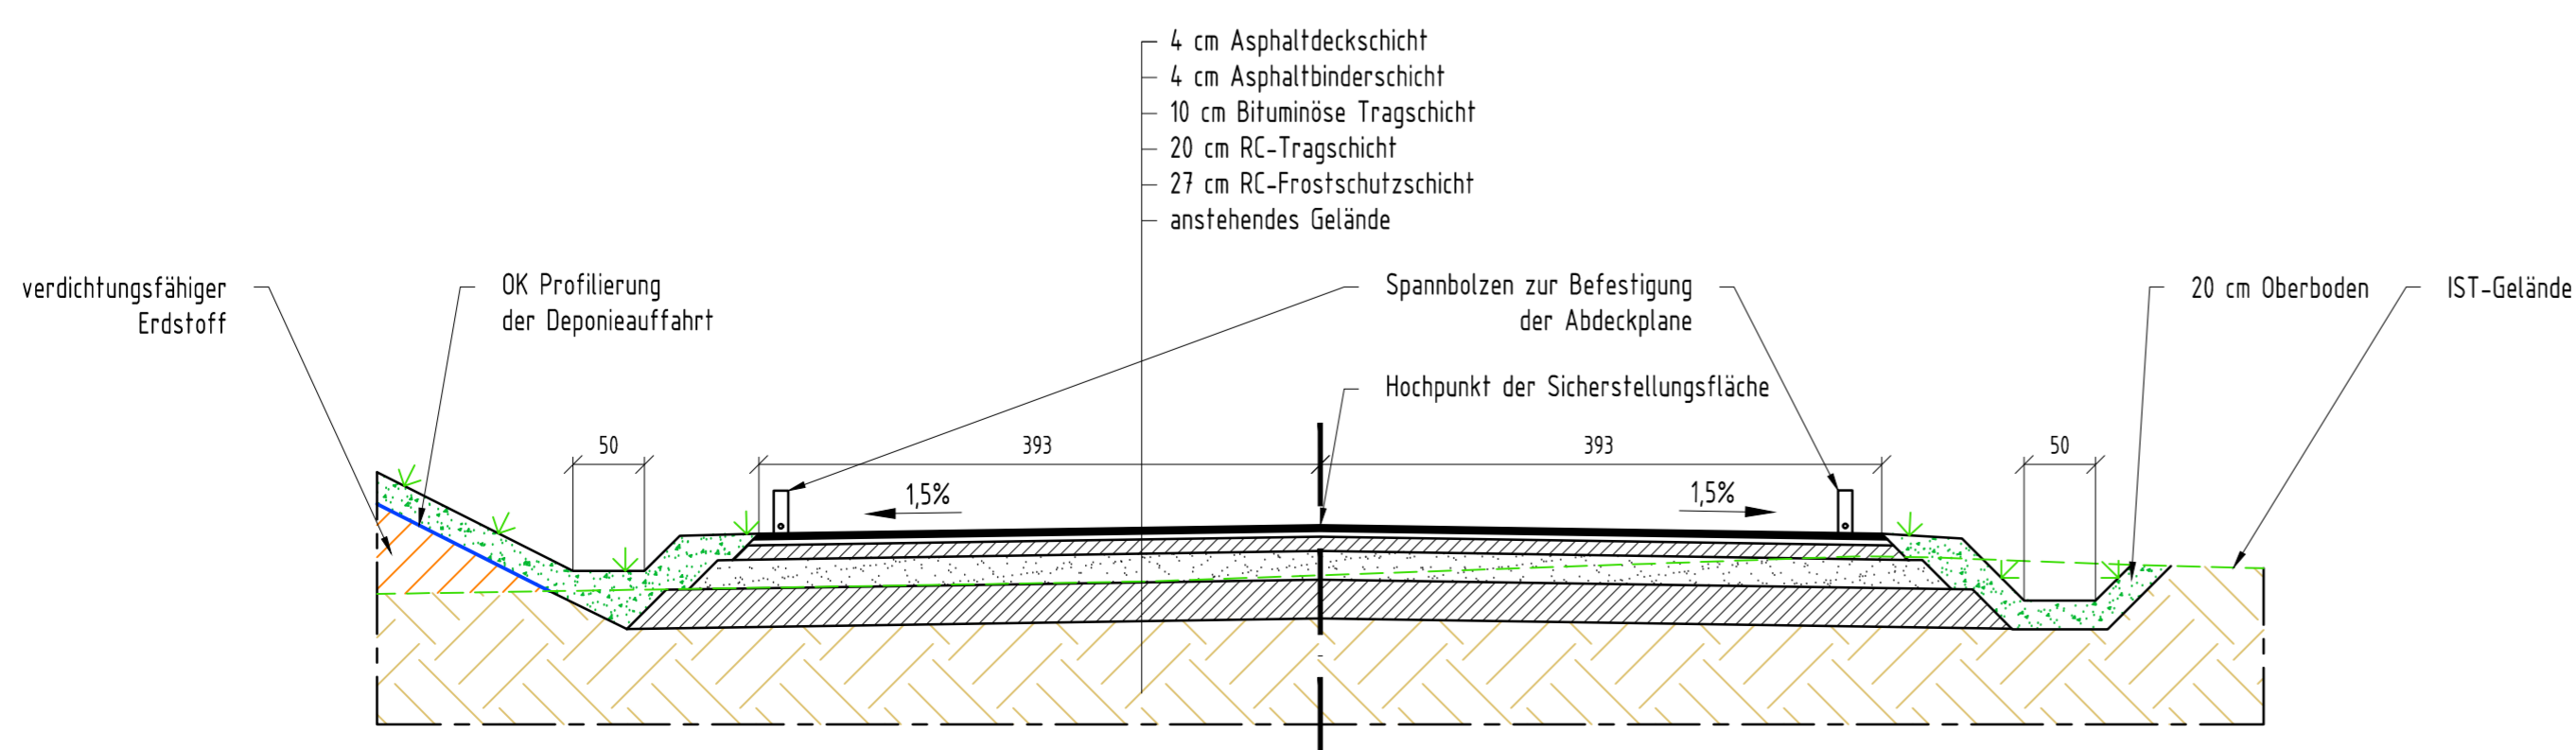 4 cm Asphaltdeckschicht
4 cm Asphaltbinderschicht
10 cm Bituminöse Tragschicht
20 cm RC-Tragschicht
27 cm RC-Frostschutzschicht
anstehendes Gelände
verdichtungsfähiger
Erdstoff
OK Profilierung
der Deponieauffahrt
Spannbolzen zur Befestigung
der Abdeckplane
20 cm Oberboden
IST-Gelände
Hochpunkt der Sicherstellungsfläche
50
393
393
50
1,5%
1,5%